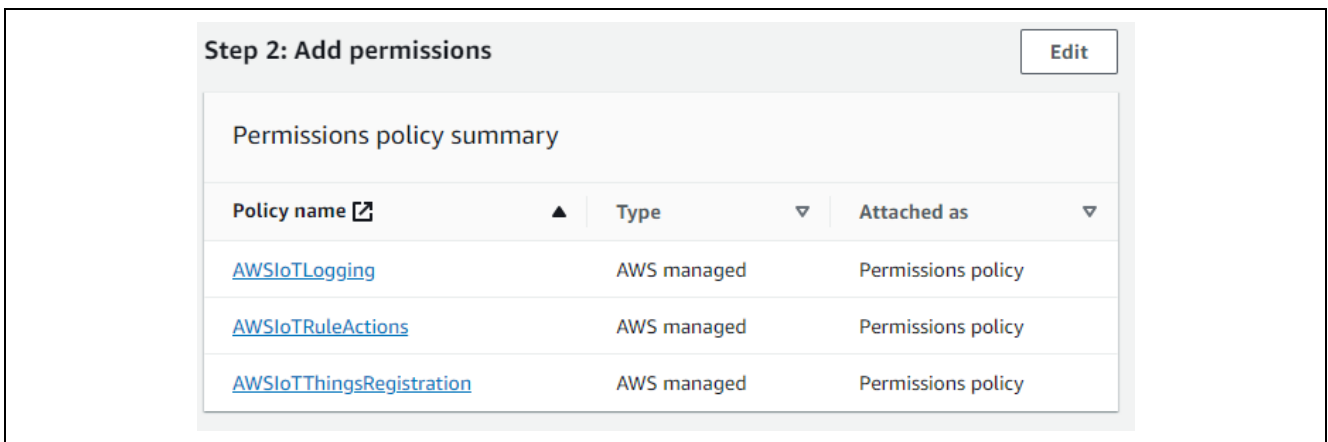 Step 2: Add permissions
Edit
Permissions policy summary
Policy name Type Attached as
AWSIoTLogging AWS managed Permissions policy
AWSIoTRuleActions AWS managed Permissions policy
AWSIoTThingsRegistration AWS managed Permissions policy